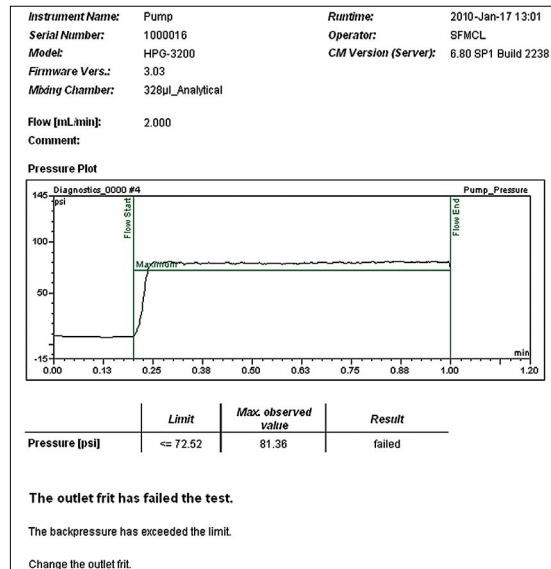 Instrument Name: Pump Runtime: 2010-Jan-17 13:01
Serial Number: 1000016 Operator: SFMCL
Model: HPG-3200 CM Version (Server): 6.80 SP1 Build 2238
Firmware Vers.: 3.03
Mixing Chamber: 328µl_Analytical
Flow [mL/min]: 2.000
Comment:
Pressure Plot
Diagnostics_0000 #4 Pump_Pressure
145
psi
Flow Start
Flow End
100
Maximum
50
-15
min
0.00 0.13 0.25 0.38 0.50 0.63 0.75 0.88 1.00 1.20
Limit Max. observed value Result
Pressure [psi] <= 72.52 81.36 failed
The outlet frit has failed the test.
The backpressure has exceeded the limit.
Change the outlet frit.